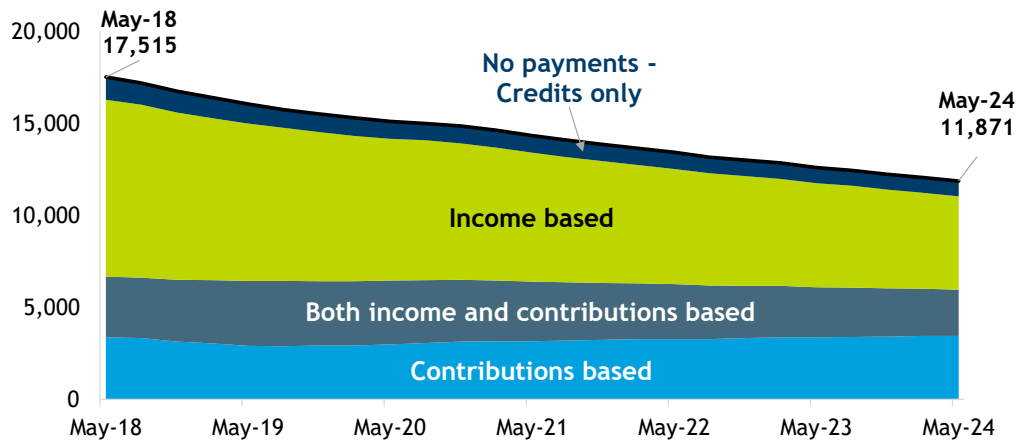 May-18
17,515
20,000
No payments -
Credits only
May-24
11,871
15,000
Income based
10,000
5,000
Both income and contributions based
Contributions based
0
May-18
May-19
May-20
May-21
May-22
May-23
May-24